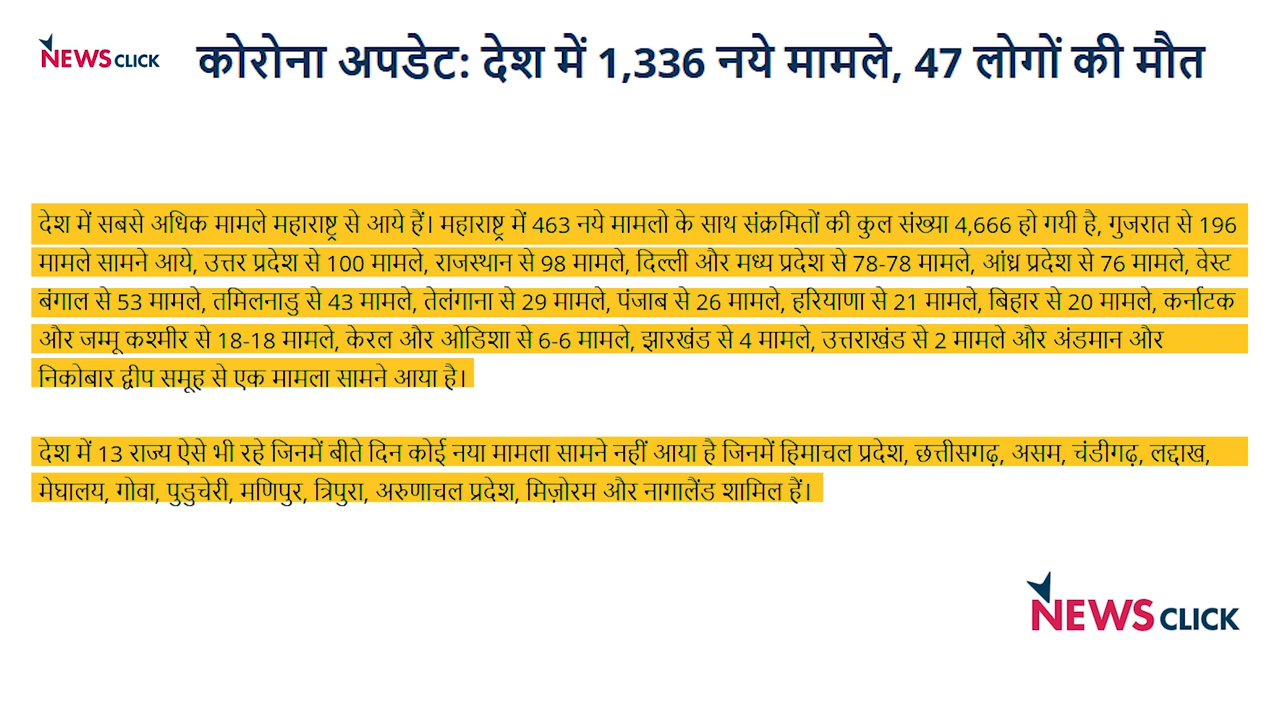 NEWSCLICK
कोरोना अपडेट: देश में 1,336 नये मामले, 47 लोगों की मौत
देश में सबसे अधिक मामले महाराष्ट्र से आये हैं। महाराष्ट्र में 463 नये मामलो के साथ संक्रमितों की कुल संख्या 4,666 हो गयी है, गुजरात से 196
मामले सामने आये, उत्तर प्रदेश से 100 मामले, राजस्थान से 98 मामले, दिल्ली और मध्य प्रदेश से 78-78 मामले, आंध्र प्रदेश से 76 मामले, वेस्ट
बंगाल से 53 मामले, तमिलनाडु से 43 मामले, तेलंगाना से 29 मामले, पंजाब से 26 मामले, हरियाणा से 21 मामले, बिहार से 20 मामले, कर्नाटक
और जम्मू कश्मीर से 18-18 मामले, केरल और ओडिशा से 6-6 मामले, झारखंड से 4 मामले, उत्तराखंड से 2 मामले और अंडमान और
निकोबार द्वीप समूह से एक मामला सामने आया है।
देश में 13 राज्य ऐसे भी रहे जिनमें बीते दिन कोई नया मामला सामने नहीं आया है जिनमें हिमाचल प्रदेश, छत्तीसगढ़, असम, चंडीगढ़, लद्दाख,
मेघालय, गोवा, पुडुचेरी, मणिपुर, त्रिपुरा, अरुणाचल प्रदेश, मिज़ोरम और नागालैंड शामिल हैं।
NEWSCLICK